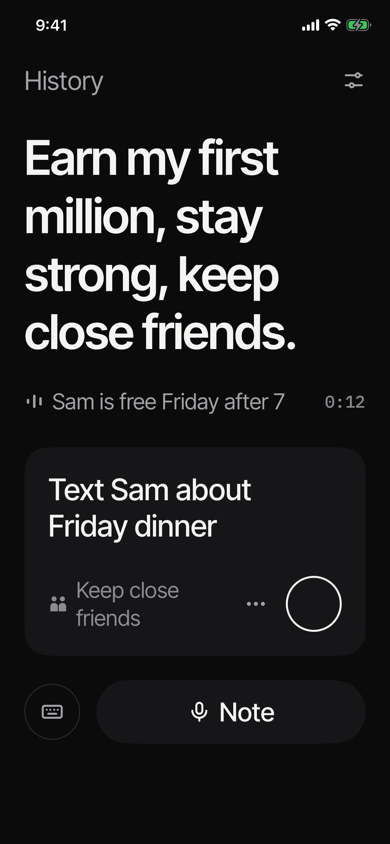 9:41
History
Earn my first
million, stay
strong, keep
close friends.
Sam is free Friday after 7 0:12
Text Sam about
Friday dinner
Keep close
friends
Note